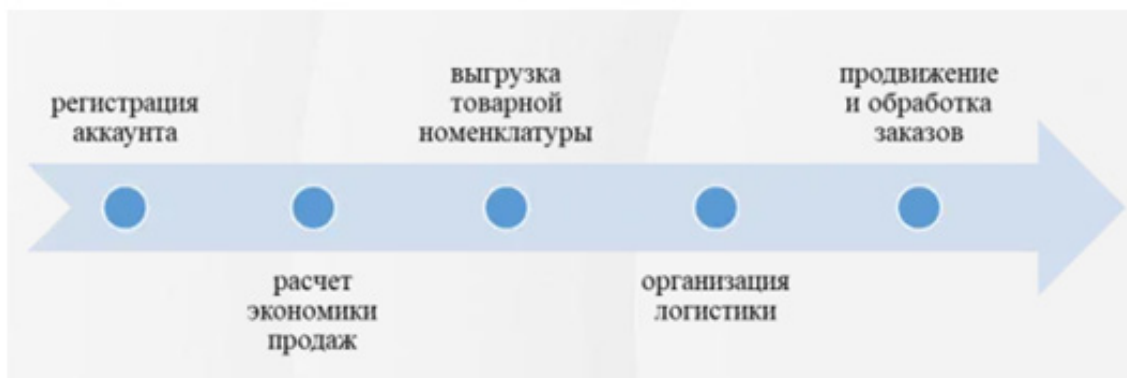 регистрация
аккаунта
расчет
экономики
продаж
выгрузка
товарной
номенклатуры
организация
логистики
продвижение
и обработка
заказов